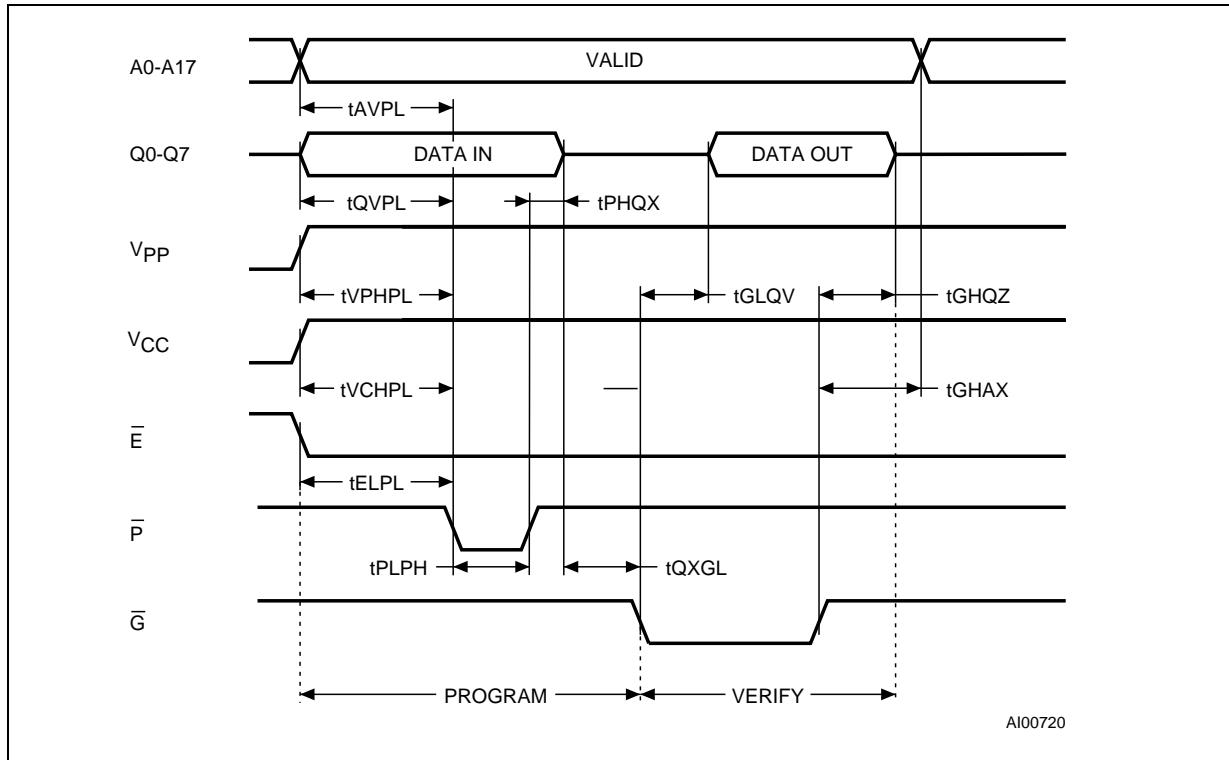 A0-A17
VALID
tAVPL
Q0-Q7
DATA IN
DATA OUT
tQVPL
tPHQX
VPP
tVPHPL
tGLQV
tGHQZ
VCC
tVCHPL
tGHAX
E̅
tELPL
P̅
tPLPH
tQXGL
G̅
PROGRAM
VERIFY
AI00720